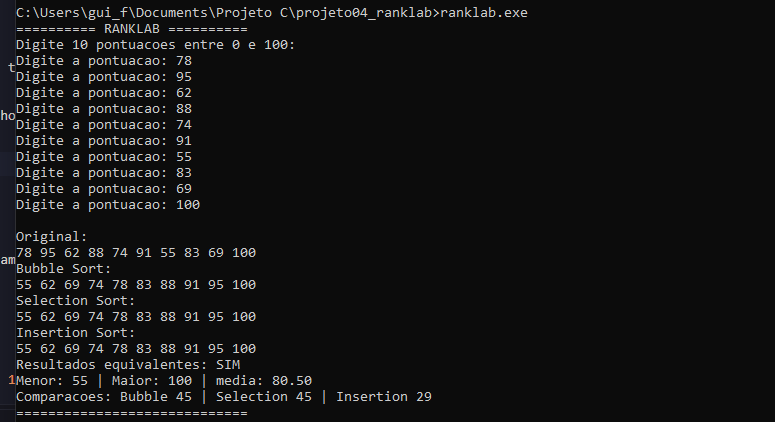 C:\Users\gui_f\Documents\Projeto C\projeto04_ranklab>ranklab.exe
========== RANKLAB ==========
Digite 10 pontuacoes entre 0 e 100:
Digite a pontuacao: 78
Digite a pontuacao: 95
Digite a pontuacao: 62
Digite a pontuacao: 88
Digite a pontuacao: 74
Digite a pontuacao: 91
Digite a pontuacao: 55
Digite a pontuacao: 83
Digite a pontuacao: 69
Digite a pontuacao: 100
Original:
78 95 62 88 74 91 55 83 69 100
Bubble Sort:
55 62 69 74 78 83 88 91 95 100
Selection Sort:
55 62 69 74 78 83 88 91 95 100
Insertion Sort:
55 62 69 74 78 83 88 91 95 100
Resultados equivalentes: SIM
Menor: 55 | Maior: 100 | media: 80.50
Comparacoes: Bubble 45 | Selection 45 | Insertion 29
=============================
t
ho
am
1